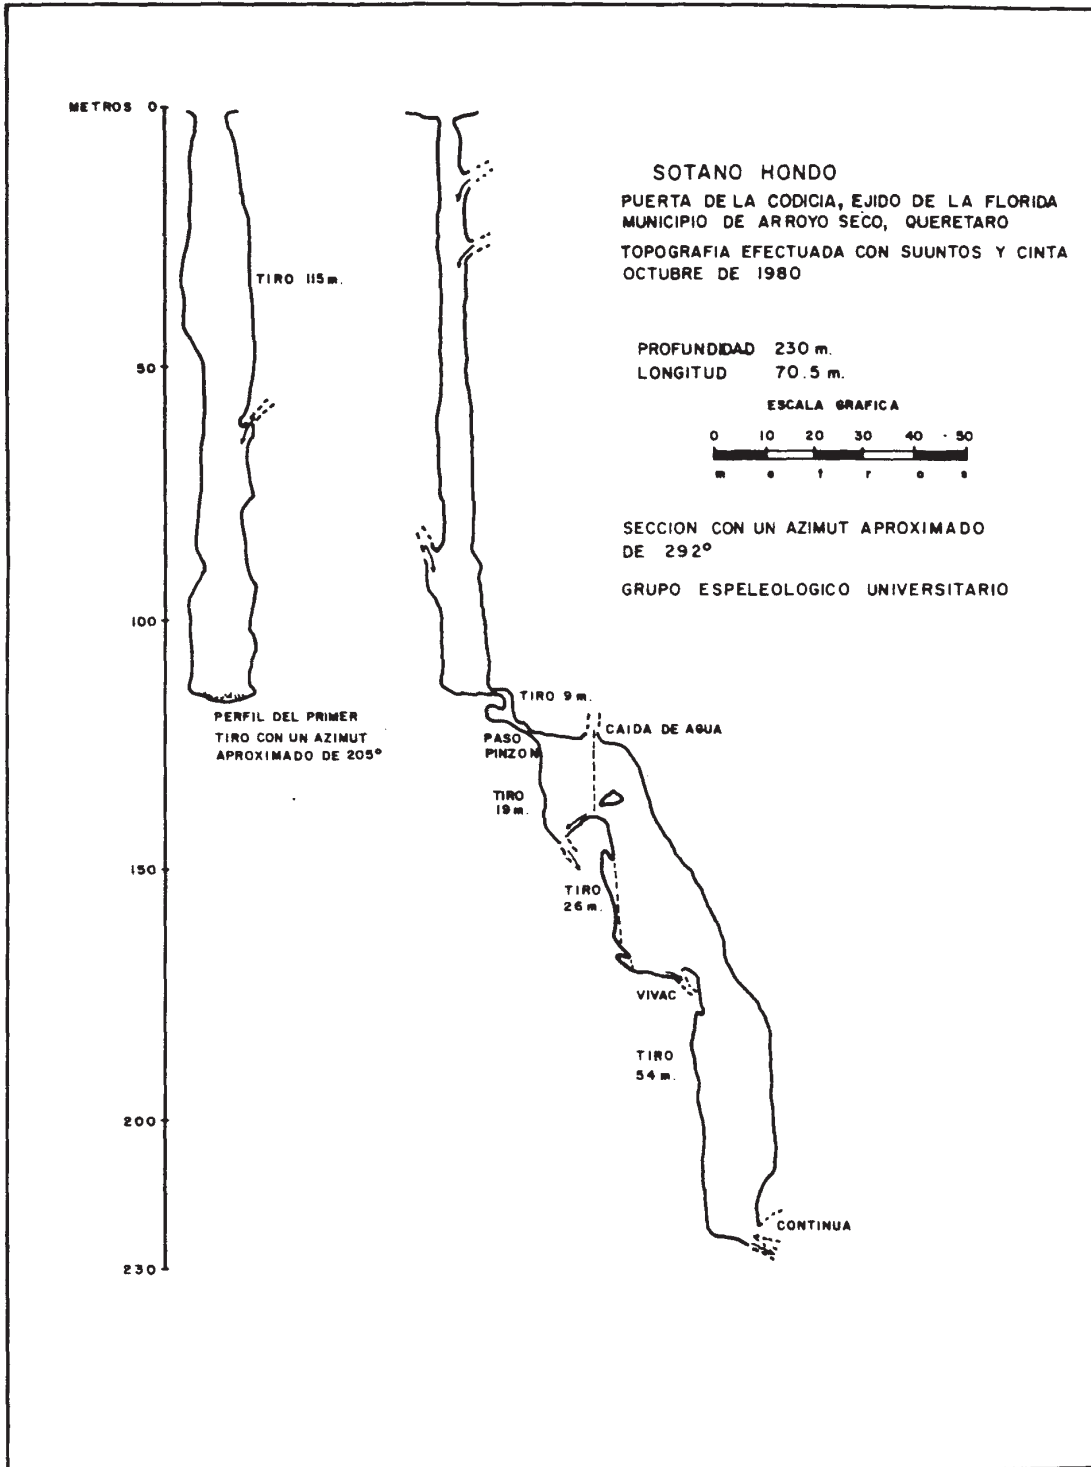 METROS 0
50
100
150
200
230
TIRO 115 m.
PERFIL DEL PRIMER
TIRO CON UN AZIMUT
APROXIMADO DE 205º
SOTANO HONDO
PUERTA DE LA CODICIA, EJIDO DE LA FLORIDA
MUNICIPIO DE ARROYO SECO, QUERETARO
TOPOGRAFIA EFECTUADA CON SUUNTOS Y CINTA
OCTUBRE DE 1980
PROFUNDIDAD 230 m.
LONGITUD 70.5 m.
ESCALA GRAFICA
0 10 20 30 40 50
m e t r o s
SECCION CON UN AZIMUT APROXIMADO
DE 292º
GRUPO ESPELEOLOGICO UNIVERSITARIO
TIRO 9 m.
PASO
PINZON
CAIDA DE AGUA
TIRO
19 m.
TIRO
26 m.
VIVAC
TIRO
54 m.
CONTINUA